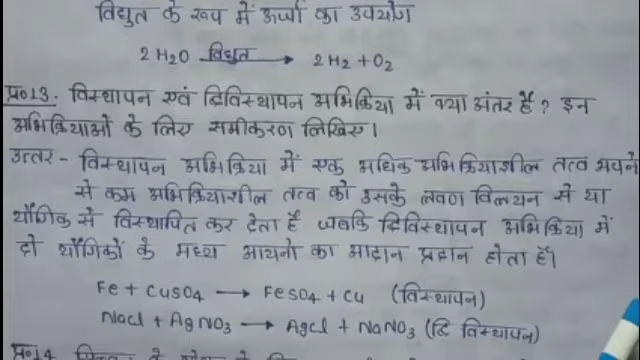 विद्युत के रूप में ऊर्जा का उपयोग
2H2O विद्युत → 2H2 + O2
प्र०13. विस्थापन एवं द्विविस्थापन अभिक्रिया में क्या अंतर है? इन
अभिक्रियाओं के लिए समीकरण लिखिए।
उत्तर - विस्थापन अभिक्रिया में एक अधिक अभिक्रियाशील तत्व अपने
से कम अभिक्रियाशील तत्व को उसके लवण विलयन से या
यौगिक से विस्थापित कर देता है जबकि द्विविस्थापन अभिक्रिया में
दो यौगिकों के मध्य आयनो का आदान प्रदान होता है।
Fe + CuSO4 → FeSO4 + Cu (विस्थापन)
NaCl + AgNO3 → AgCl + NaNO3 (द्वि विस्थापन)
प्र०14